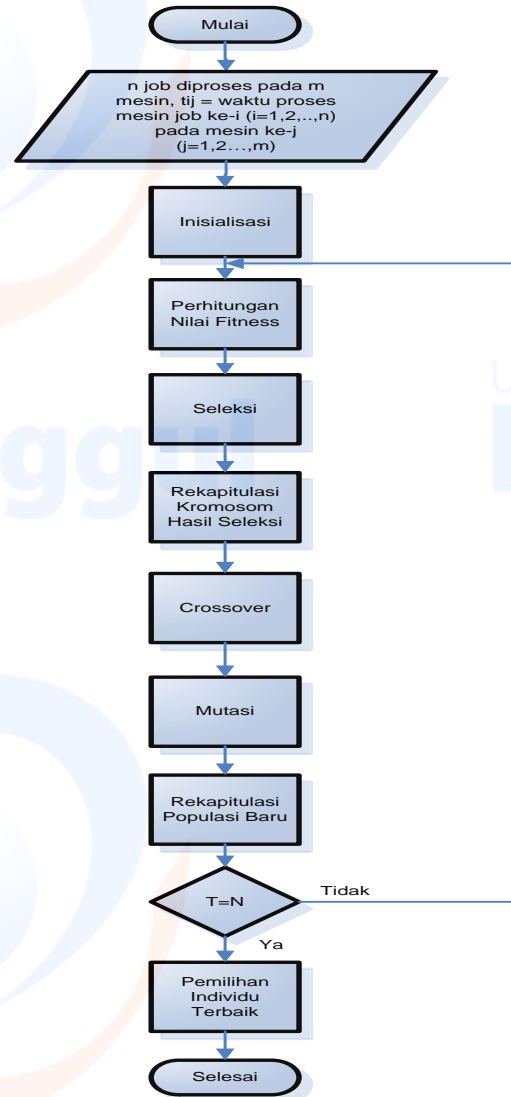 Mulai
n job diproses pada m
mesin, tij = waktu proses
mesin job ke-i (i=1,2,..,n)
pada mesin ke-j
(j=1,2...,m)
Inisialisasi
Perhitungan
Nilai Fitness
Seleksi
Rekapitulasi
Kromosom
Hasil Seleksi
Crossover
Mutasi
Rekapitulasi
Populasi Baru
T=N
Tidak
Ya
Pemilihan
Individu
Terbaik
Selesai